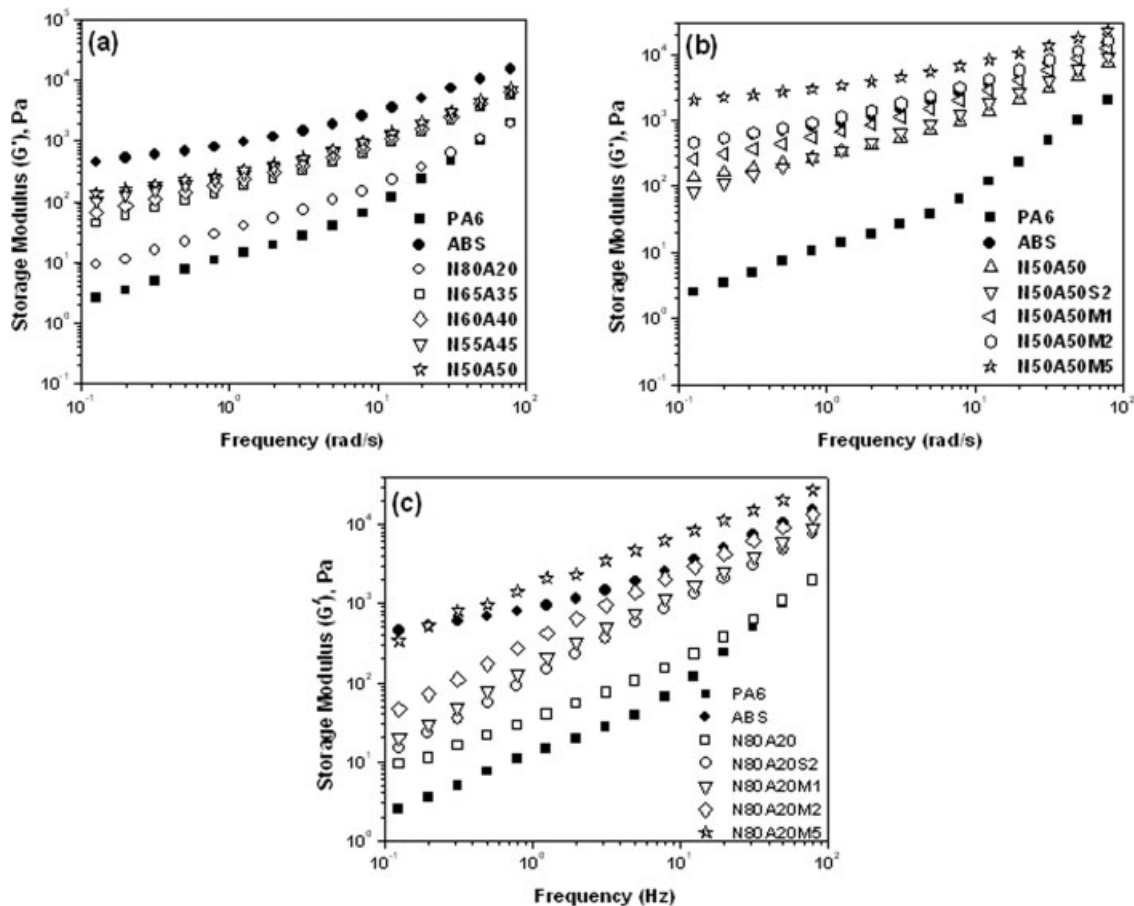 (a)
Storage Modulus (G'), Pa
10^5
10^4
10^3
10^2
10^1
10^0
10^-1
PA6
ABS
N80A20
N65A35
N60A40
N55A45
N50A50
10^-1 10^0 10^1 10^2
Frequency (rad/s)
(b)
Storage Modulus (G'), Pa
10^4
10^3
10^2
10^1
10^0
10^-1
PA6
ABS
N50A50
N50A50S2
N50A50M1
N50A50M2
N50A50M5
10^-1 10^0 10^1 10^2
Frequency (rad/s)
(c)
Storage Modulus (G'), Pa
10^4
10^3
10^2
10^1
10^0
PA6
ABS
N80A20
N80A20S2
N80A20M1
N80A20M2
N80A20M5
10^-1 10^0 10^1 10^2
Frequency (Hz)